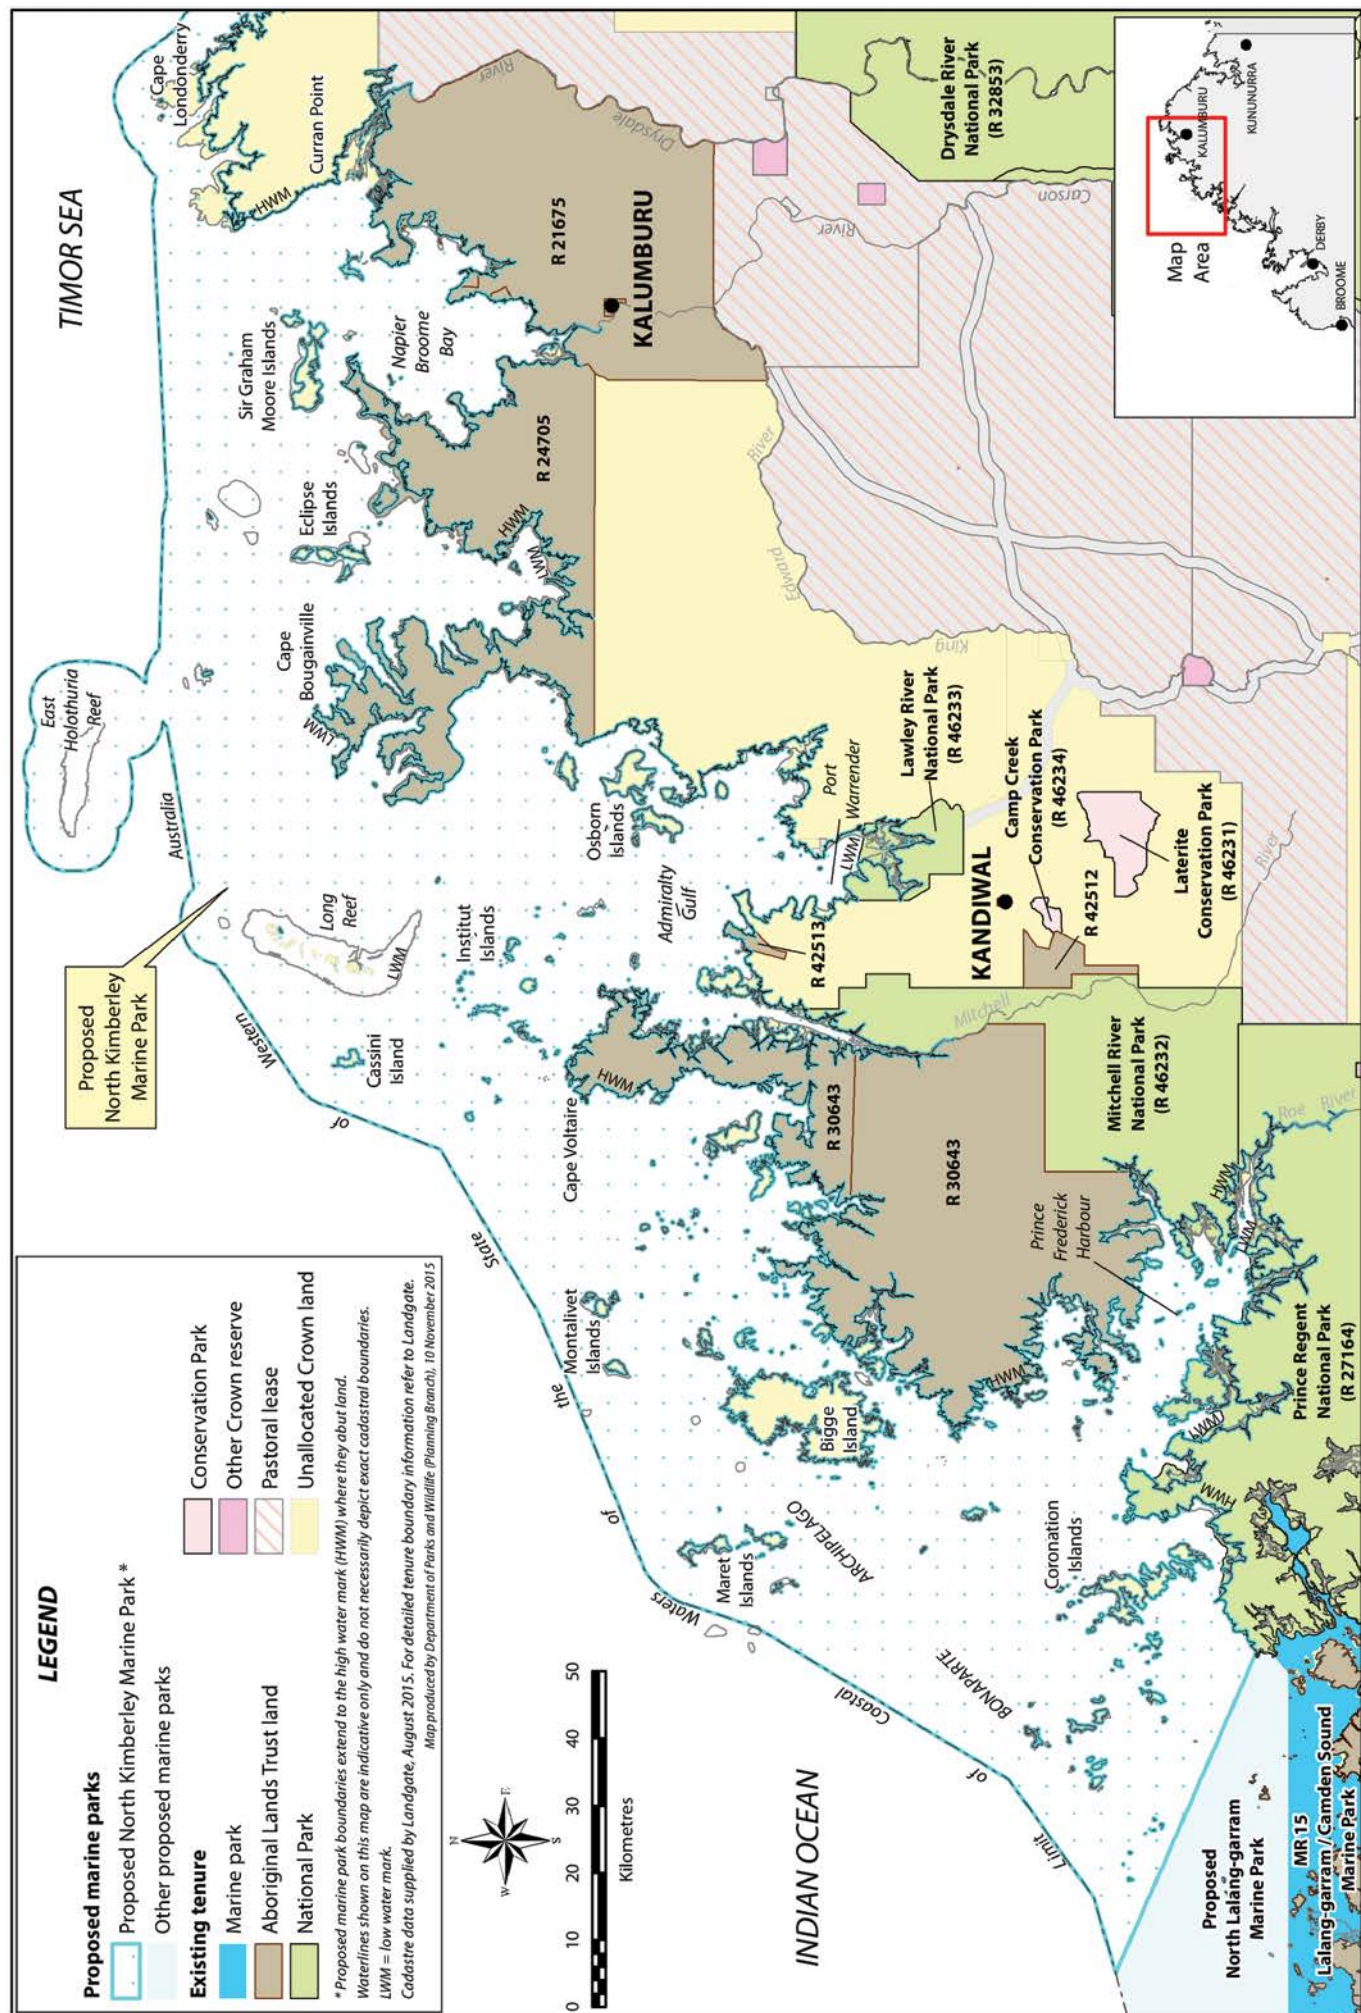 LEGEND
Proposed marine parks
Proposed North Kimberley Marine Park *
Other proposed marine parks
Existing tenure
Marine park
Aboriginal Lands Trust land
National Park
Conservation Park
Other Crown reserve
Pastoral lease
Unallocated Crown land
* Proposed marine park boundaries extend to the high water mark (HWM) where they abut land.
Waterlines shown on this map are indicative only and do not necessarily depict exact cadastral boundaries.
LWM = low water mark.
Cadastre data supplied by Landgate, August 2015. For detailed tenure boundary information refer to Landgate.
Map produced by Department of Parks and Wildlife (Planning Branch), 10 November 2015
N
W
E
S
0 10 20 30 40 50
Kilometres
Proposed
North Kimberley
Marine Park
TIMOR SEA
INDIAN OCEAN
Limit of Coastal Waters of the State of Western Australia
East
Holothuria
Reef
Long
Reef
LWM
Cassini
Island
Institut
Islands
Cape
Londonderry
Curran Point
HWM
Sir Graham
Moore Islands
Napier
Broome
Bay
Eclipse
Islands
Cape
Bougainville
LWM
HWM
LWM
Drysdale River
R 21675
KALUMBURU
R 24705
Drysdale River
National Park
(R 32853)
Carson
River
King Edward River
Osborn
Islands
Admiralty
Gulf
Port
Warrender
LWM
Lawley River
National Park
(R 46233)
Camp Creek
Conservation Park
(R 46234)
KANDIWAL
R 42513
R 42512
Laterite
Conservation Park
(R 46231)
Mitchell
River
Mitchell River
National Park
(R 46232)
Cape Voltaire
HWM
R 30643
R 30643
Montalivet
Islands
Bigge
Island
Maret
Islands
BONAPARTE
ARCHIPELAGO
Coronation
Islands
HWM
Prince
Frederick
Harbour
HWM
LWM
Roe River
LWM
HWM
Prince Regent
National Park
(R 27164)
Proposed
North Lalang-garram
Marine Park
MR 15
Lalang-garram / Camden Sound
Marine Park
Map
Area
KALUMBURU
KUNUNURRA
DERBY
BROOME